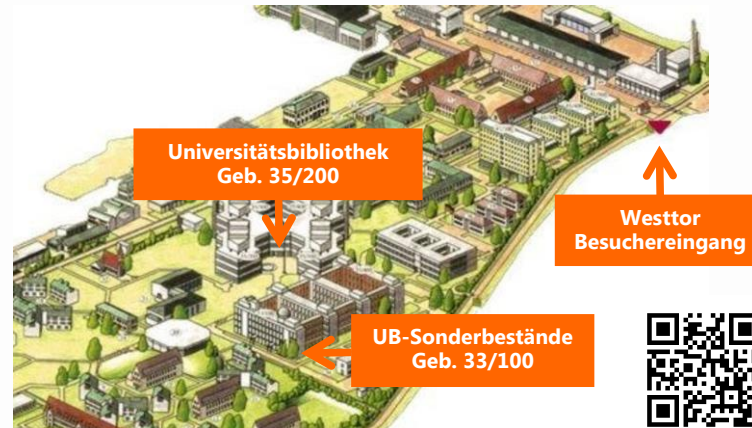 Universitätsbibliothek
Geb. 35/200
Westtor
Besuchereingang
UB-Sonderbestände
Geb. 33/100